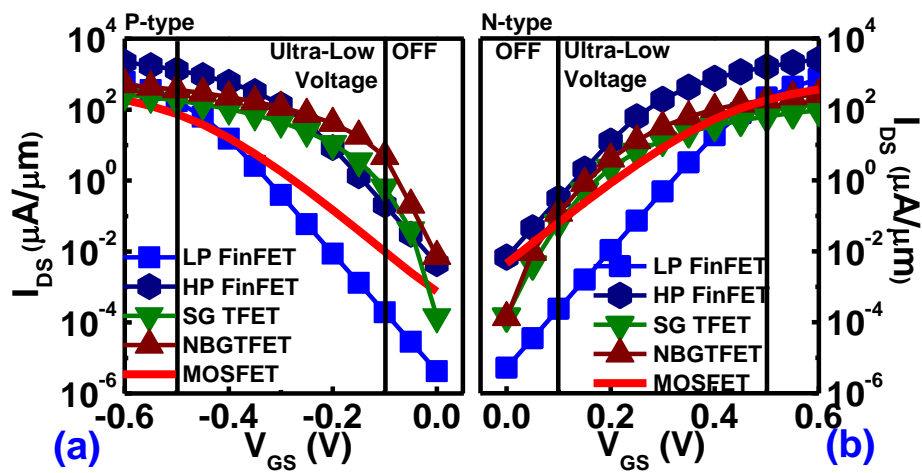 P-type
N-type
10^4
10^2
10^0
10^-2
10^-4
10^-6
I_DS (μA/μm)
Ultra-Low
Voltage
OFF
LP FinFET
HP FinFET
SG TFET
NBGTFET
MOSFET
-0.6
-0.4
-0.2
0.0
V_GS (V)
(a)
OFF
Ultra-Low
Voltage
LP FinFET
HP FinFET
SG TFET
NBGTFET
MOSFET
0.0
0.2
0.4
0.6
V_GS (V)
(b)
10^4
10^2
10^0
10^-2
10^-4
10^-6
I_DS (μA/μm)